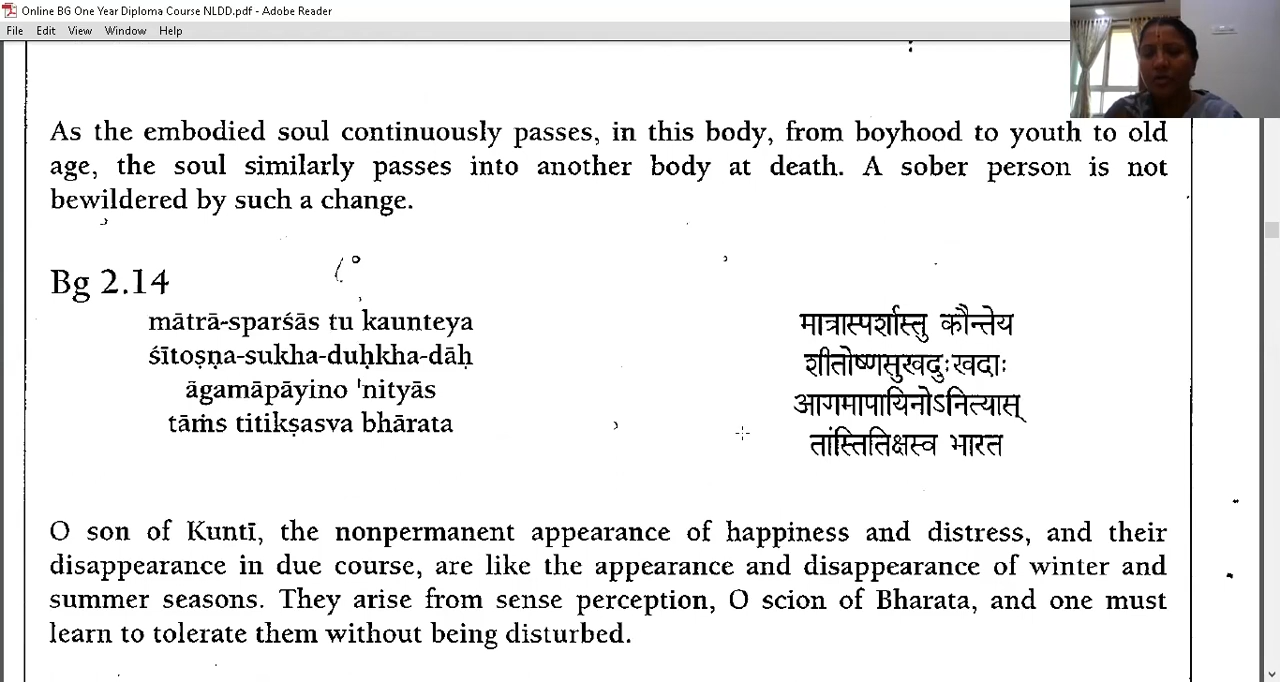 Online BG One Year Diploma Course NLDD.pdf - Adobe Reader
File Edit View Window Help
As the embodied soul continuously passes, in this body, from boyhood to youth to old
age, the soul similarly passes into another body at death. A sober person is not
bewildered by such a change.
Bg 2.14
mātrā-sparśās tu kaunteya
śītoṣṇa-sukha-duḥkha-dāḥ
āgamāpāyino 'nityās
tāṁs titikṣasva bhārata
मात्रास्पर्शास्तु कौन्तेय
शीतोष्णसुखदुःखदाः
आगमापायिनोऽनित्यास्
तांस्तितिक्षस्व भारत
O son of Kuntī, the nonpermanent appearance of happiness and distress, and their
disappearance in due course, are like the appearance and disappearance of winter and
summer seasons. They arise from sense perception, O scion of Bharata, and one must
learn to tolerate them without being disturbed.